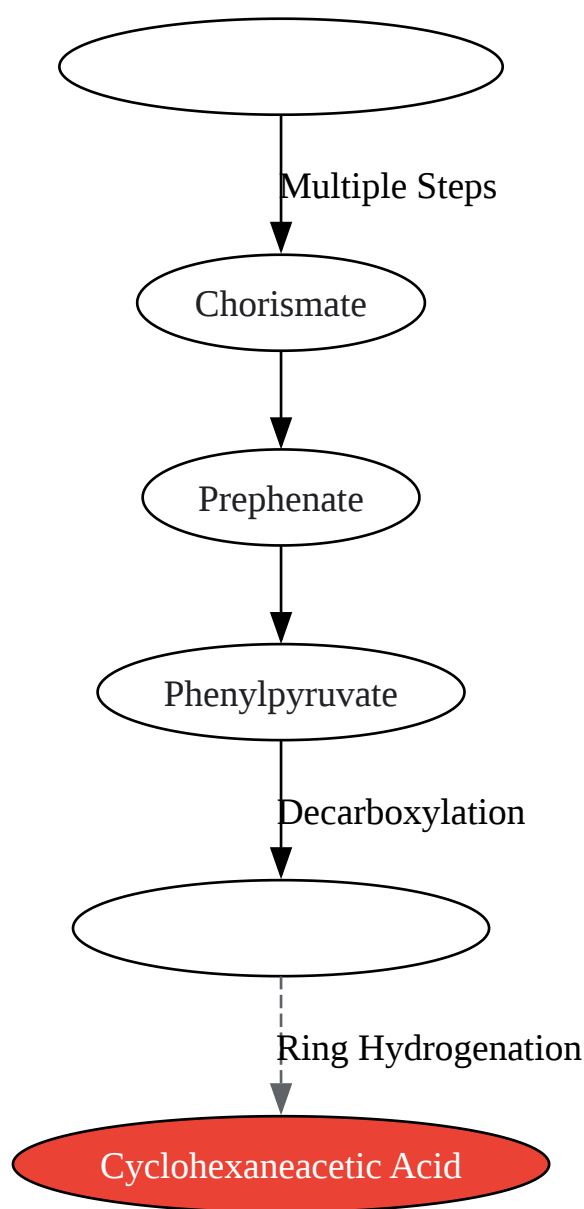 Multiple Steps
Chorismate
Prephenate
Phenylpyruvate
Decarboxylation
Ring Hydrogenation
Cyclohexaneacetic Acid